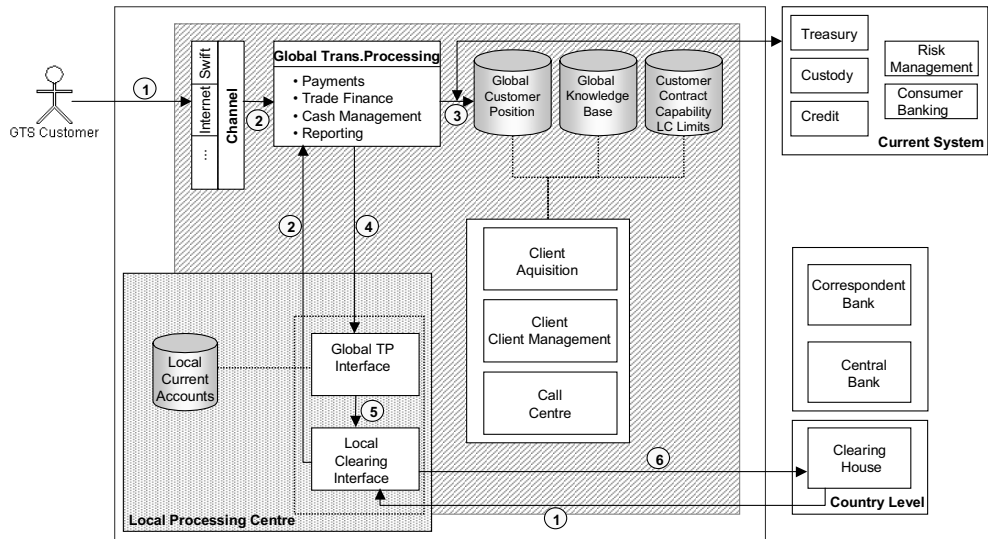 GTS Customer
1
Swift
Internet
...
Channel
2
Global Trans.Processing
• Payments
• Trade Finance
• Cash Management
• Reporting
3
Global
Customer
Position
Global
Knowledge
Base
Customer
Contract
Capability
LC Limits
Treasury
Custody
Credit
Risk
Management
Consumer
Banking
Current System
2
4
Client
Aquisition
Client
Client Management
Call
Centre
Correspondent
Bank
Central
Bank
Local
Current
Accounts
Global TP
Interface
5
Local
Clearing
Interface
6
Clearing
House
Country Level
1
Local Processing Centre